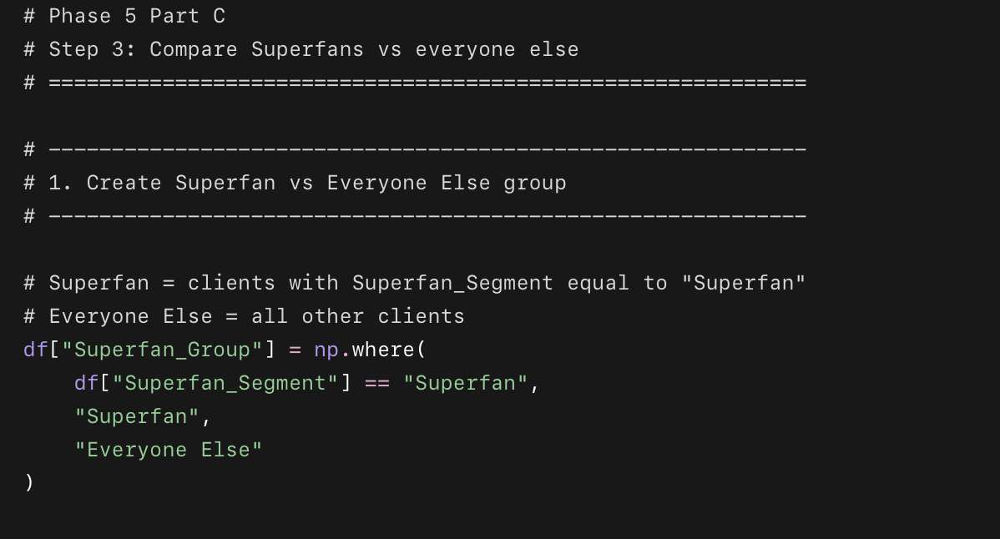 # Phase 5 Part C
# Step 3: Compare Superfans vs everyone else
# ============================================================
# ------------------------------------------------------------
# 1. Create Superfan vs Everyone Else group
# ------------------------------------------------------------
# Superfan = clients with Superfan_Segment equal to "Superfan"
# Everyone Else = all other clients
df["Superfan_Group"] = np.where(
    df["Superfan_Segment"] == "Superfan",
    "Superfan",
    "Everyone Else"
)